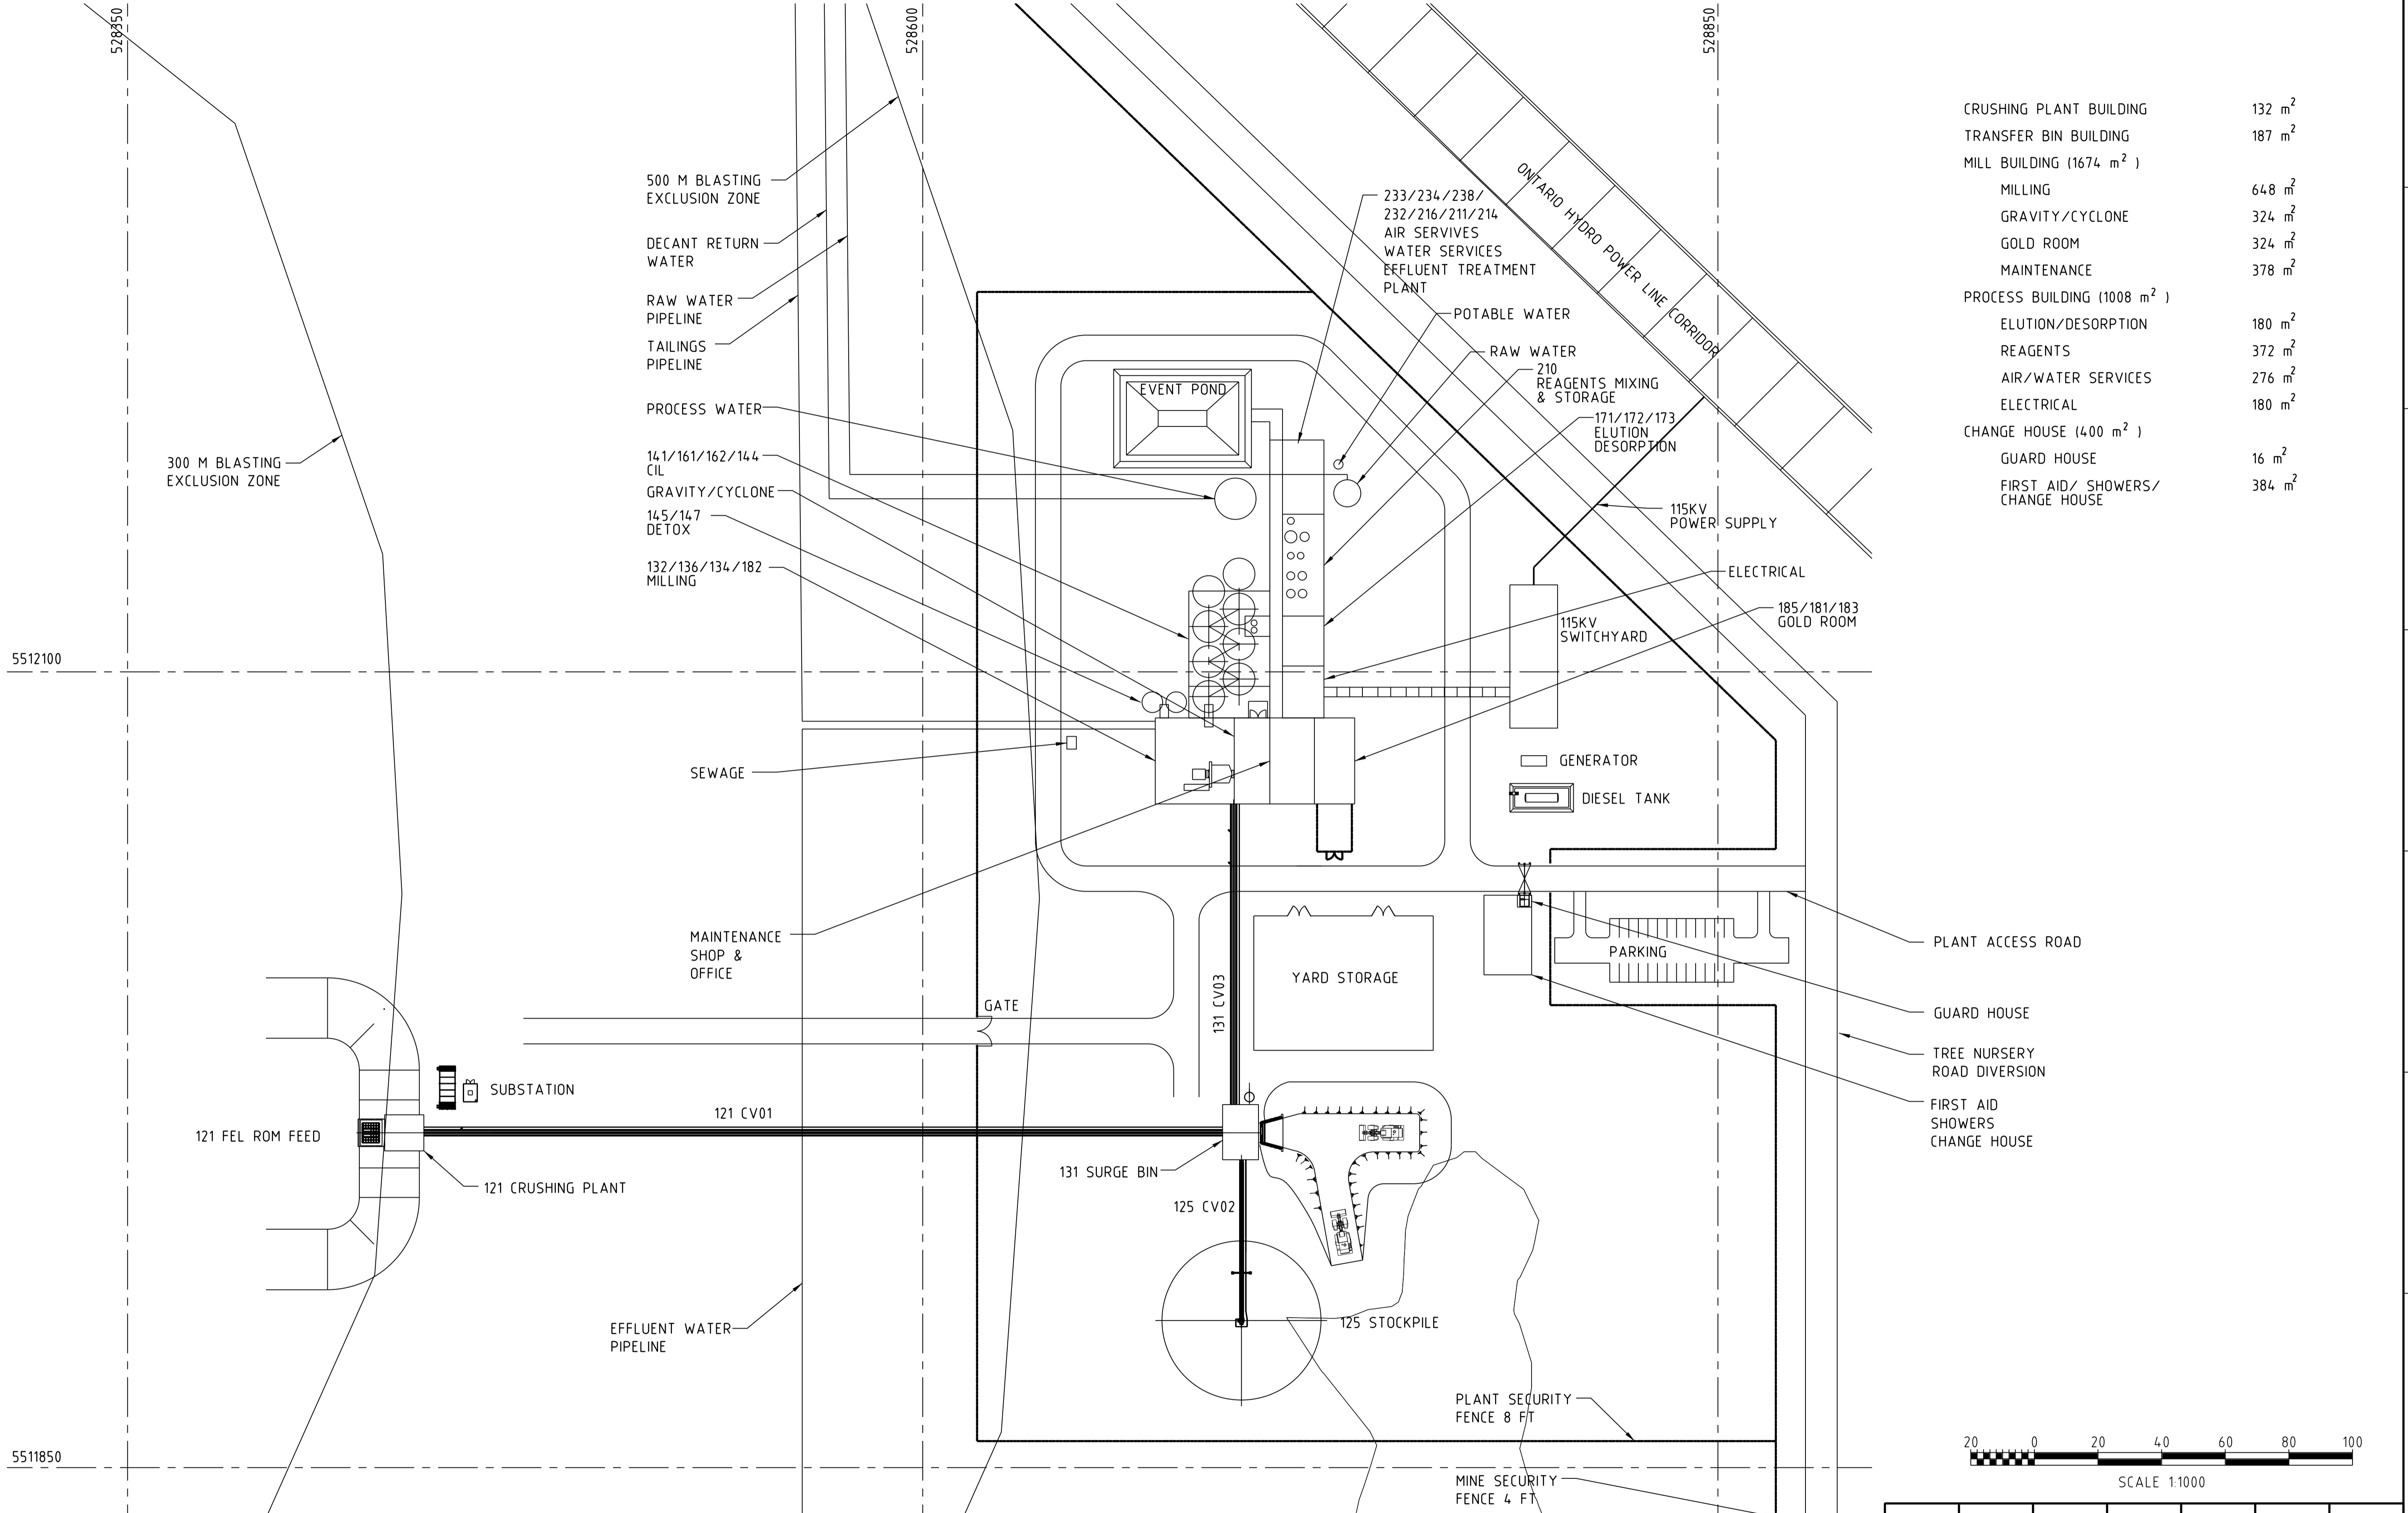 528350
528600
528850
5512100
5511850
500 M BLASTING
EXCLUSION ZONE
DECANT RETURN
WATER
RAW WATER
PIPELINE
TAILINGS
PIPELINE
PROCESS WATER
141/161/162/144
CIL
GRAVITY/CYCLONE
145/147
DETOX
132/136/134/182
MILLING
300 M BLASTING
EXCLUSION ZONE
SEWAGE
MAINTENANCE
SHOP &
OFFICE
GATE
SUBSTATION
121 FEL ROM FEED
121 CRUSHING PLANT
121 CV01
131 SURGE BIN
125 CV02
131 CV03
EFFLUENT WATER
PIPELINE
125 STOCKPILE
EVENT POND
233/234/238/
232/216/211/214
AIR SERVIVES
WATER SERVICES
EFFLUENT TREATMENT
PLANT
POTABLE WATER
RAW WATER
210
REAGENTS MIXING
& STORAGE
171/172/173
ELUTION
DESORPTION
ONTARIO HYDRO POWER LINE CORRIDOR
115KV
POWER SUPPLY
ELECTRICAL
185/181/183
GOLD ROOM
115KV
SWITCHYARD
GENERATOR
DIESEL TANK
YARD STORAGE
PARKING
PLANT ACCESS ROAD
GUARD HOUSE
TREE NURSERY
ROAD DIVERSION
FIRST AID
SHOWERS
CHANGE HOUSE
PLANT SECURITY
FENCE 8 FT
MINE SECURITY
FENCE 4 FT
CRUSHING PLANT BUILDING 132 m²
TRANSFER BIN BUILDING 187 m²
MILL BUILDING (1674 m² )
MILLING 648 m²
GRAVITY/CYCLONE 324 m²
GOLD ROOM 324 m²
MAINTENANCE 378 m²
PROCESS BUILDING (1008 m² )
ELUTION/DESORPTION 180 m²
REAGENTS 372 m²
AIR/WATER SERVICES 276 m²
ELECTRICAL 180 m²
CHANGE HOUSE (400 m² )
GUARD HOUSE 16 m²
FIRST AID/ SHOWERS/ 384 m²
CHANGE HOUSE
20 0 20 40 60 80 100
SCALE 1:1000